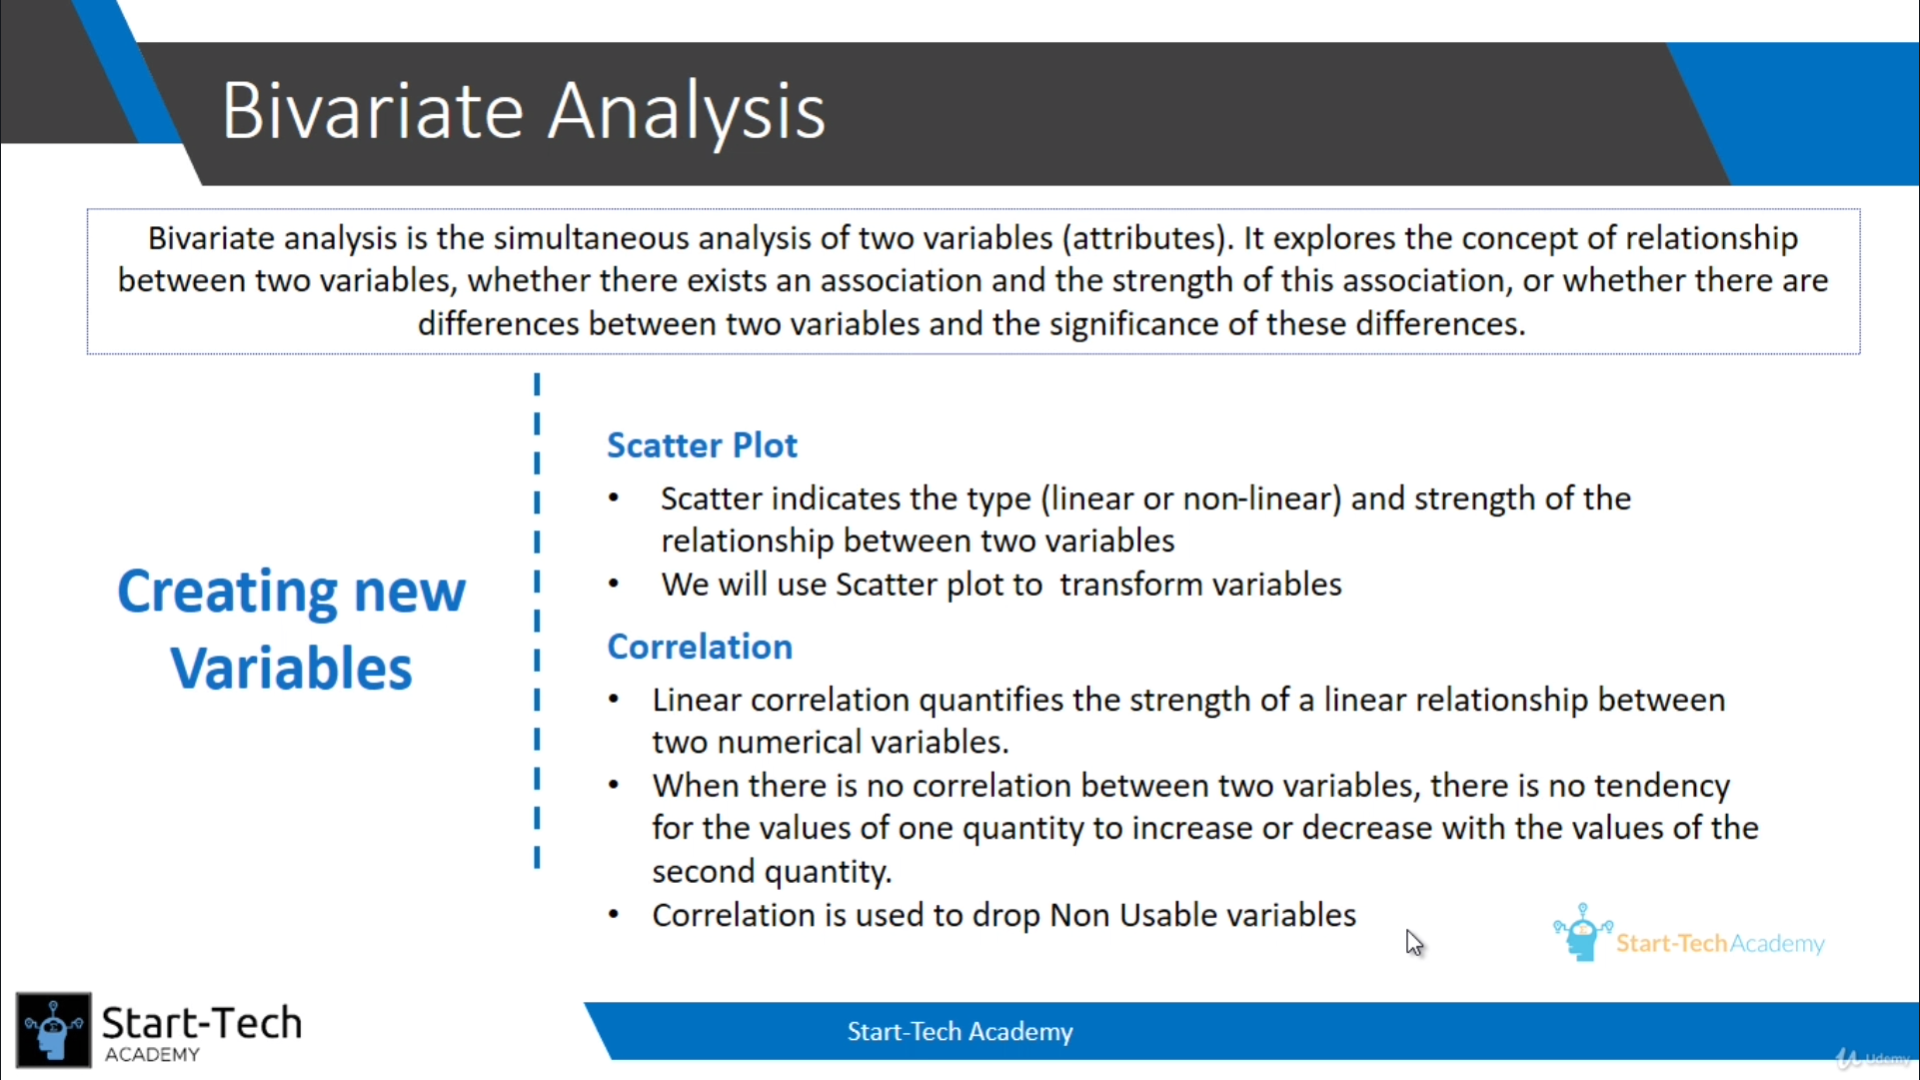 Bivariate Analysis
Bivariate analysis is the simultaneous analysis of two variables (attributes). It explores the concept of relationship
between two variables, whether there exists an association and the strength of this association, or whether there are
differences between two variables and the significance of these differences.
Creating new
Variables
Scatter Plot
• Scatter indicates the type (linear or non-linear) and strength of the
relationship between two variables
• We will use Scatter plot to  transform variables
Correlation
• Linear correlation quantifies the strength of a linear relationship between
two numerical variables.
• When there is no correlation between two variables, there is no tendency
for the values of one quantity to increase or decrease with the values of the
second quantity.
• Correlation is used to drop Non Usable variables
Start-TechAcademy
Start-Tech
ACADEMY
Start-Tech Academy
Udemy